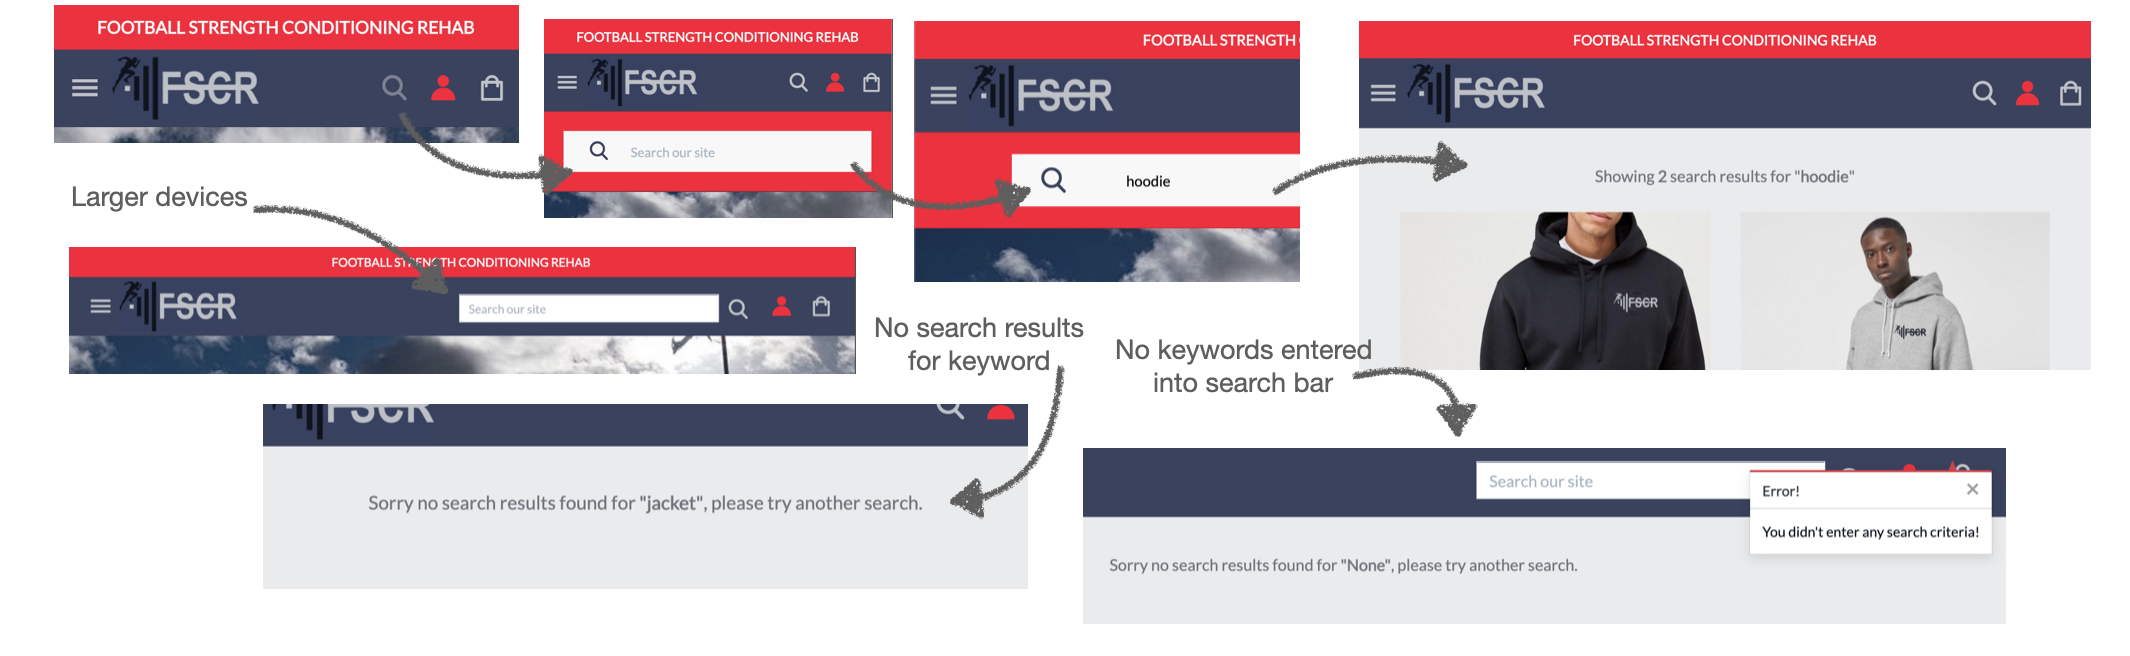 FOOTBALL STRENGTH CONDITIONING REHAB
FSCR
FOOTBALL STRENGTH CONDITIONING REHAB
FSCR
Search our site
FOOTBALL STRENGTH
FSCR
hoodie
FOOTBALL STRENGTH CONDITIONING REHAB
FSCR
Showing 2 search results for "hoodie"
FSCR
FSCR
Larger devices
FOOTBALL STRENGTH CONDITIONING REHAB
FSCR
Search our site
No search results
for keyword
FSCR
Sorry no search results found for "jacket", please try another search.
No keywords entered
into search bar
Search our site
Error!
×
You didn't enter any search criteria!
Sorry no search results found for "None", please try another search.